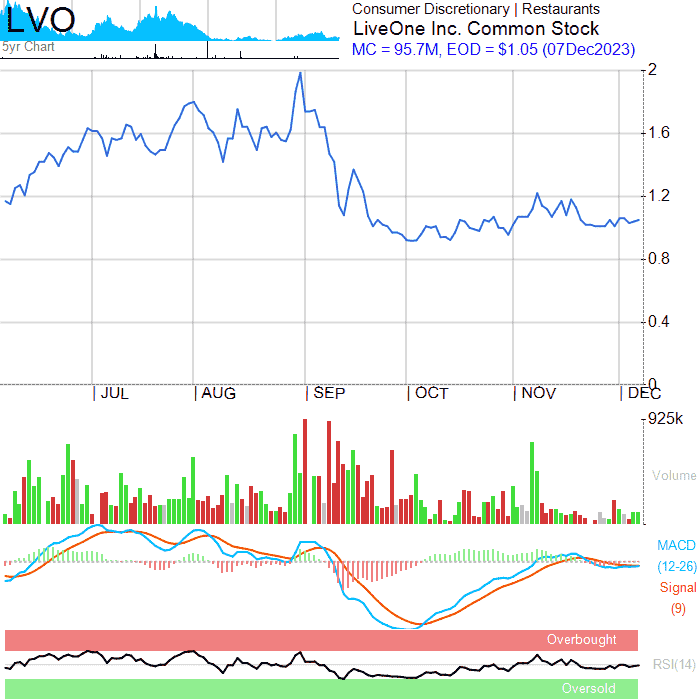 LVO
5yr Chart
Consumer Discretionary | Restaurants
LiveOne Inc. Common Stock
MC = 95.7M, EOD = $1.05 (07Dec2023)
2
1.6
1.2
0.8
0.4
0
JUL AUG SEP OCT NOV DEC
925k
Volume
MACD
(12-26)
Signal
(9)
Overbought
RSI(14)
Oversold